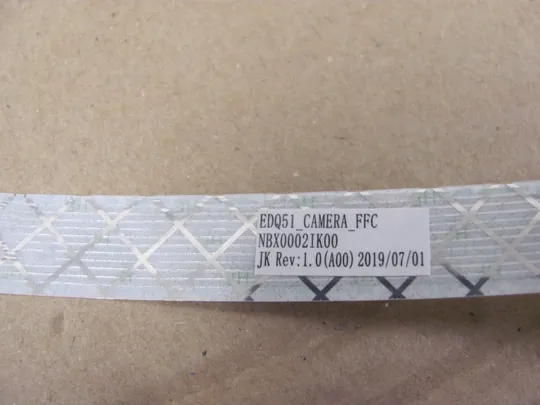 EDQ51_CAMERA_FFC
NBX0002IK00
JK Rev:1.0(A00) 2019/07/01